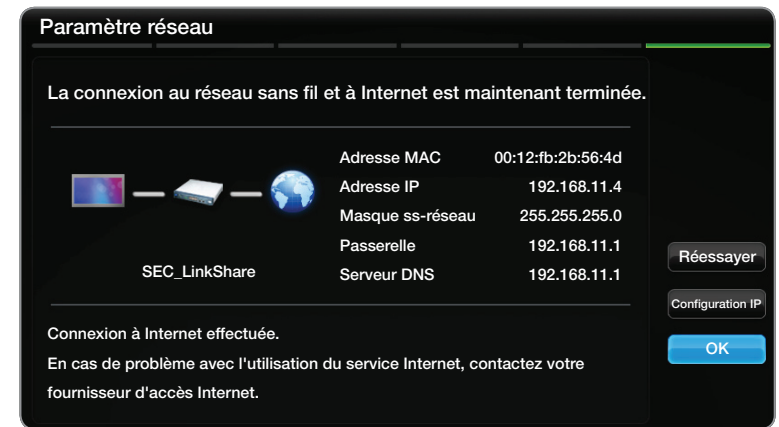 Paramètre réseau
La connexion au réseau sans fil et à Internet est maintenant terminée.
Adresse MAC 00:12:fb:2b:56:4d
Adresse IP 192.168.11.4
Masque ss-réseau 255.255.255.0
Passerelle 192.168.11.1
Serveur DNS 192.168.11.1
SEC_LinkShare
Connexion à Internet effectuée.
En cas de problème avec l'utilisation du service Internet, contactez votre
fournisseur d'accès Internet.
Réessayer
Configuration IP
OK